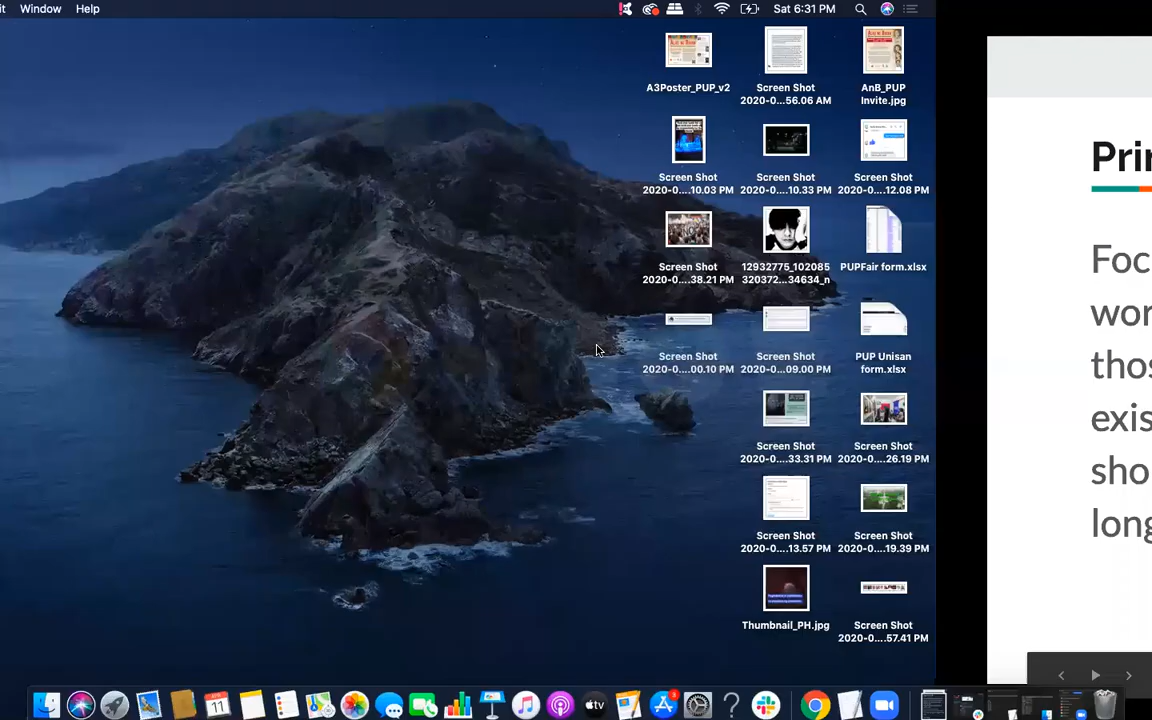 Window Help
Sat 6:31 PM
A3Poster_PUP_v2
Screen Shot
2020-0....56.06 AM
AnB_PUP
Invite.jpg
Screen Shot
2020-0....10.03 PM
Screen Shot
2020-0....10.33 PM
Screen Shot
2020-0....12.08 PM
Screen Shot
2020-0....38.21 PM
12932775_102085
320372...34634_n
PUPFair form.xlsx
Screen Shot
2020-0....00.10 PM
Screen Shot
2020-0....09.00 PM
PUP Unisan
form.xlsx
Screen Shot
2020-0....33.31 PM
Screen Shot
2020-0....26.19 PM
Screen Shot
2020-0....13.57 PM
Screen Shot
2020-0....19.39 PM
Thumbnail_PH.jpg
Screen Shot
2020-0....57.41 PM
Prin
Foc
wor
thos
exis
sho
long
11
tv
3